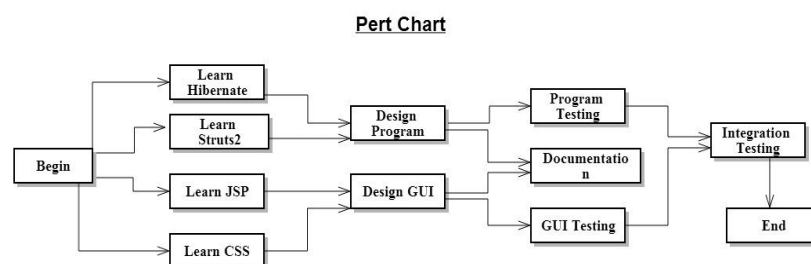 Pert Chart
Learn
Hibernate
Learn
Struts2
Begin
Learn JSP
Learn CSS
Design
Program
Design GUI
Program
Testing
Documentatio
n
GUI Testing
Integration
Testing
End